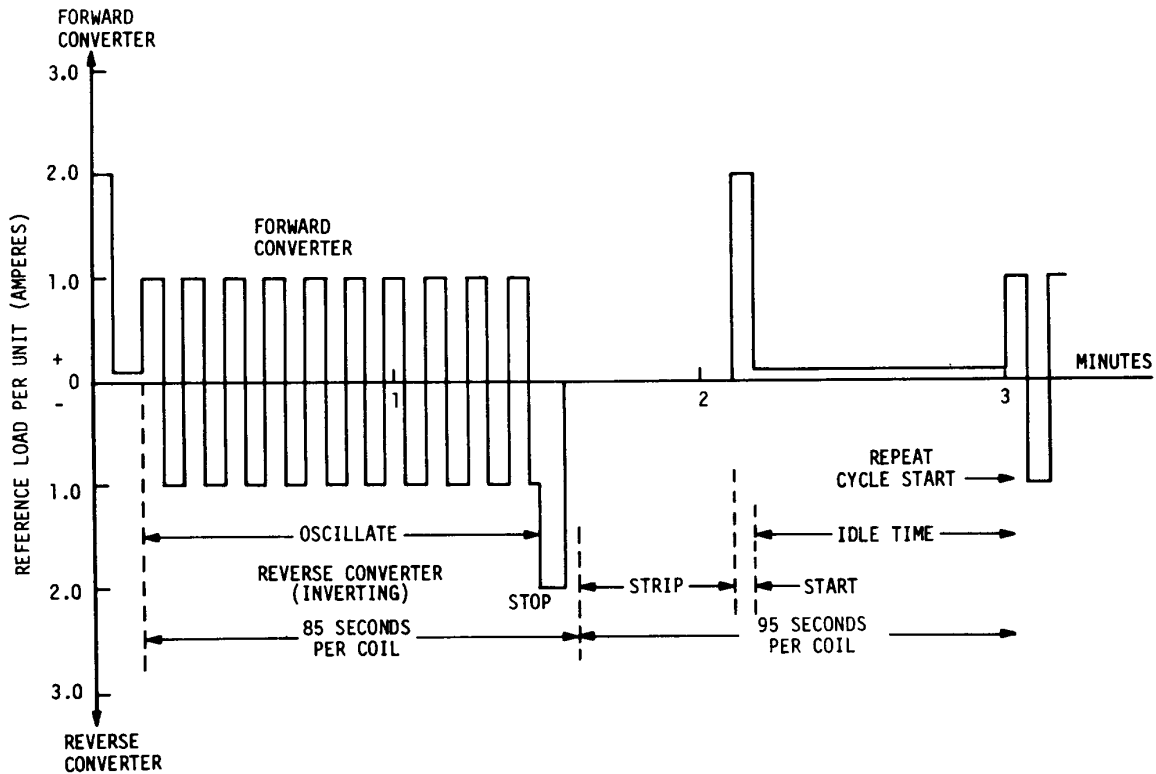 FORWARD
CONVERTER
3.0
2.0
FORWARD
CONVERTER
1.0
REFERENCE LOAD PER UNIT (AMPERES)
+
0
-
MINUTES
1
2
3
REPEAT
CYCLE START
1.0
OSCILLATE
IDLE TIME
REVERSE CONVERTER
(INVERTING)
2.0
STOP
STRIP
START
85 SECONDS
PER COIL
95 SECONDS
PER COIL
3.0
REVERSE
CONVERTER